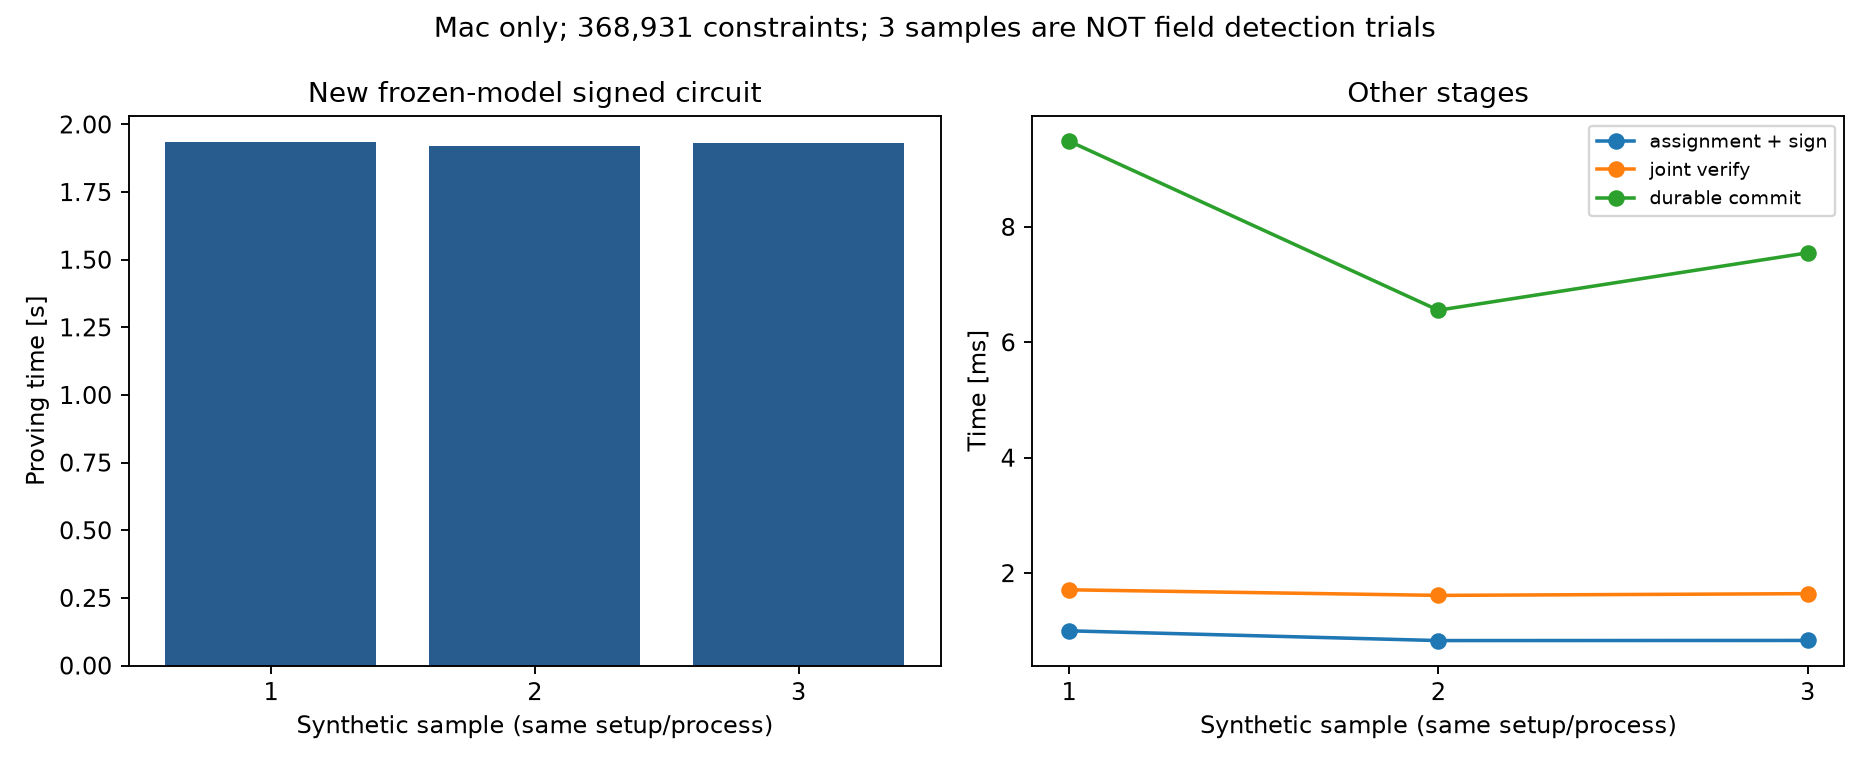 Mac only; 368,931 constraints; 3 samples are NOT field detection trials
New frozen-model signed circuit
Proving time [s]
2.00
1.75
1.50
1.25
1.00
0.75
0.50
0.25
0.00
1
2
3
Synthetic sample (same setup/process)
Other stages
assignment + sign
joint verify
durable commit
Time [ms]
8
6
4
2
1
2
3
Synthetic sample (same setup/process)